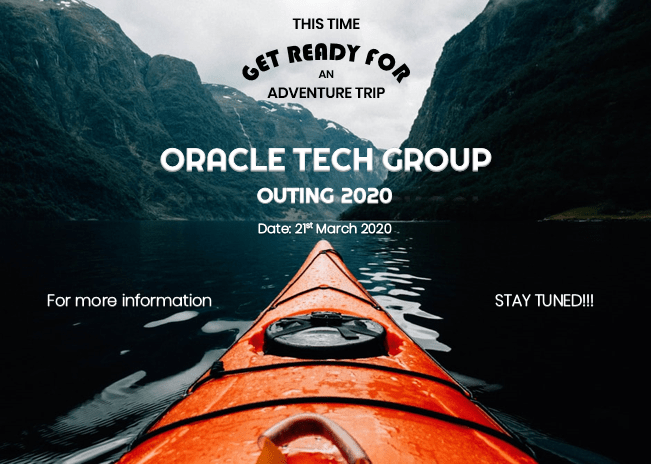 THIS TIME
GET READY FOR
AN
ADVENTURE TRIP
ORACLE TECH GROUP
OUTING 2020
Date: 21st March 2020
For more information
STAY TUNED!!!